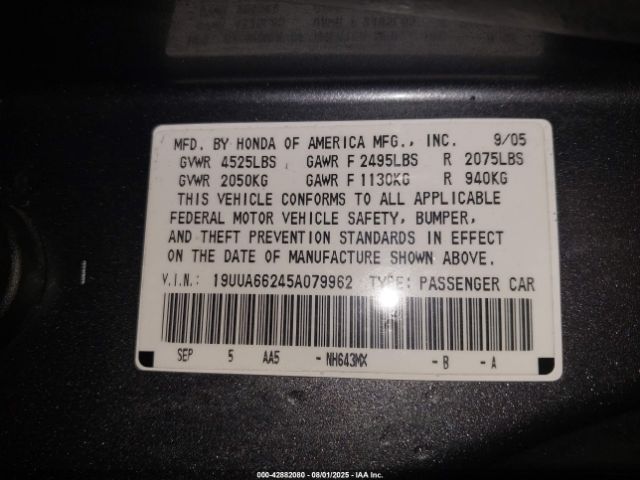 MFD. BY HONDA OF AMERICA MFG., INC. 9/05
GVWR 4525LBS GAWR F 2495LBS R 2075LBS
GVWR 2050KG GAWR F 1130KG R 940KG
THIS VEHICLE CONFORMS TO ALL APPLICABLE
FEDERAL MOTOR VEHICLE SAFETY, BUMPER,
AND THEFT PREVENTION STANDARDS IN EFFECT
ON THE DATE OF MANUFACTURE SHOWN ABOVE.
V.I.N.: 19UUA66245A079962 TYPE: PASSENGER CAR
SEP 5 AA5 -NH643MX -B -A
000-42882080 - 08/01/2025 - IAA Inc.